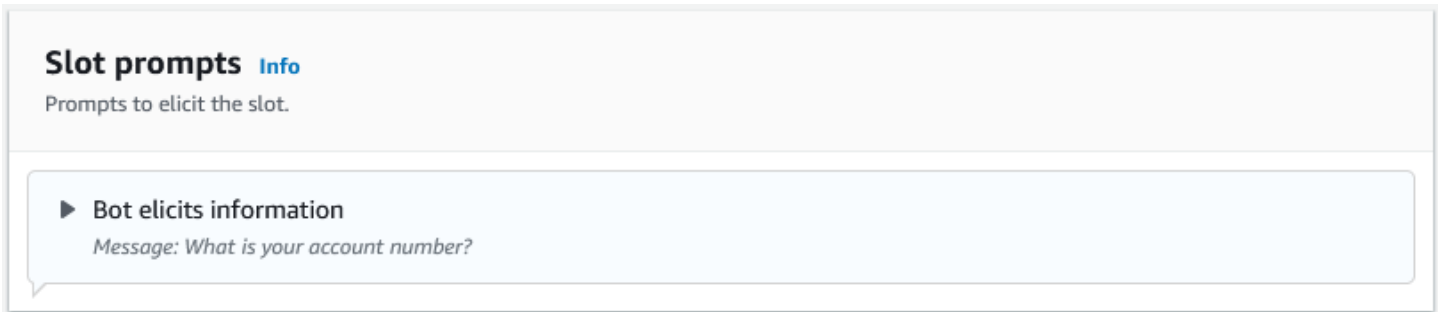 Slot prompts Info
Prompts to elicit the slot.
Bot elicits information
Message: What is your account number?